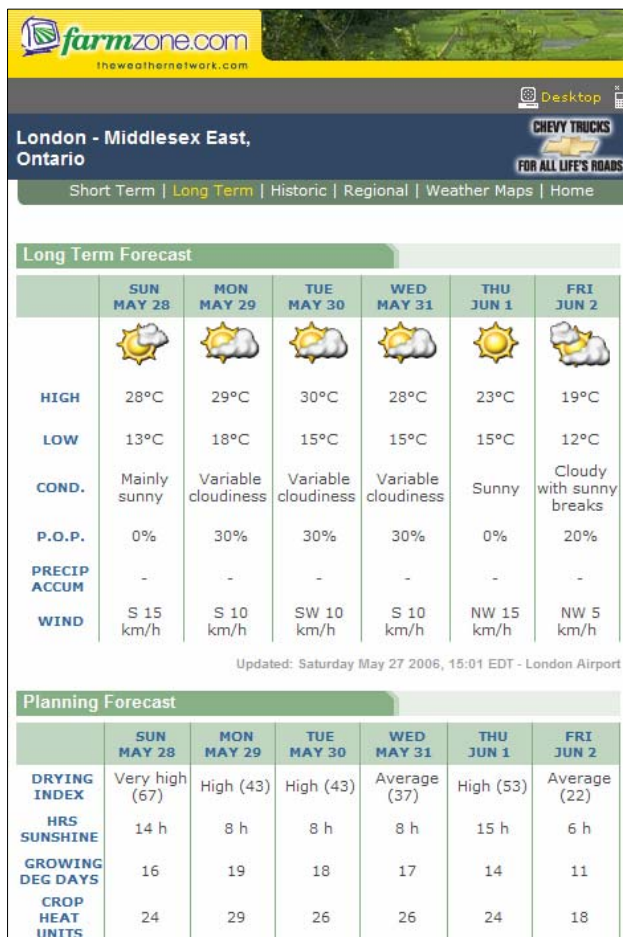 farmzone.com
theweathernetwork.com
Desktop
London - Middlesex East,
Ontario
CHEVY TRUCKS
FOR ALL LIFE'S ROADS
Short Term | Long Term | Historic | Regional | Weather Maps | Home
Long Term Forecast
SUN MON TUE WED THU FRI
MAY 28 MAY 29 MAY 30 MAY 31 JUN 1 JUN 2
HIGH 28°C 29°C 30°C 28°C 23°C 19°C
LOW 13°C 18°C 15°C 15°C 15°C 12°C
COND. Mainly sunny Variable cloudiness Variable cloudiness Variable cloudiness Sunny Cloudy with sunny breaks
P.O.P. 0% 30% 30% 30% 0% 20%
PRECIP ACCUM - - - - - -
WIND S 15 km/h S 10 km/h SW 10 km/h S 10 km/h NW 15 km/h NW 5 km/h
Updated: Saturday May 27 2006, 15:01 EDT - London Airport
Planning Forecast
SUN MON TUE WED THU FRI
MAY 28 MAY 29 MAY 30 MAY 31 JUN 1 JUN 2
DRYING INDEX Very high (67) High (43) High (43) Average (37) High (53) Average (22)
HRS SUNSHINE 14 h 8 h 8 h 8 h 15 h 6 h
GROWING DEG DAYS 16 19 18 17 14 11
CROP HEAT UNITS 24 29 26 26 24 18